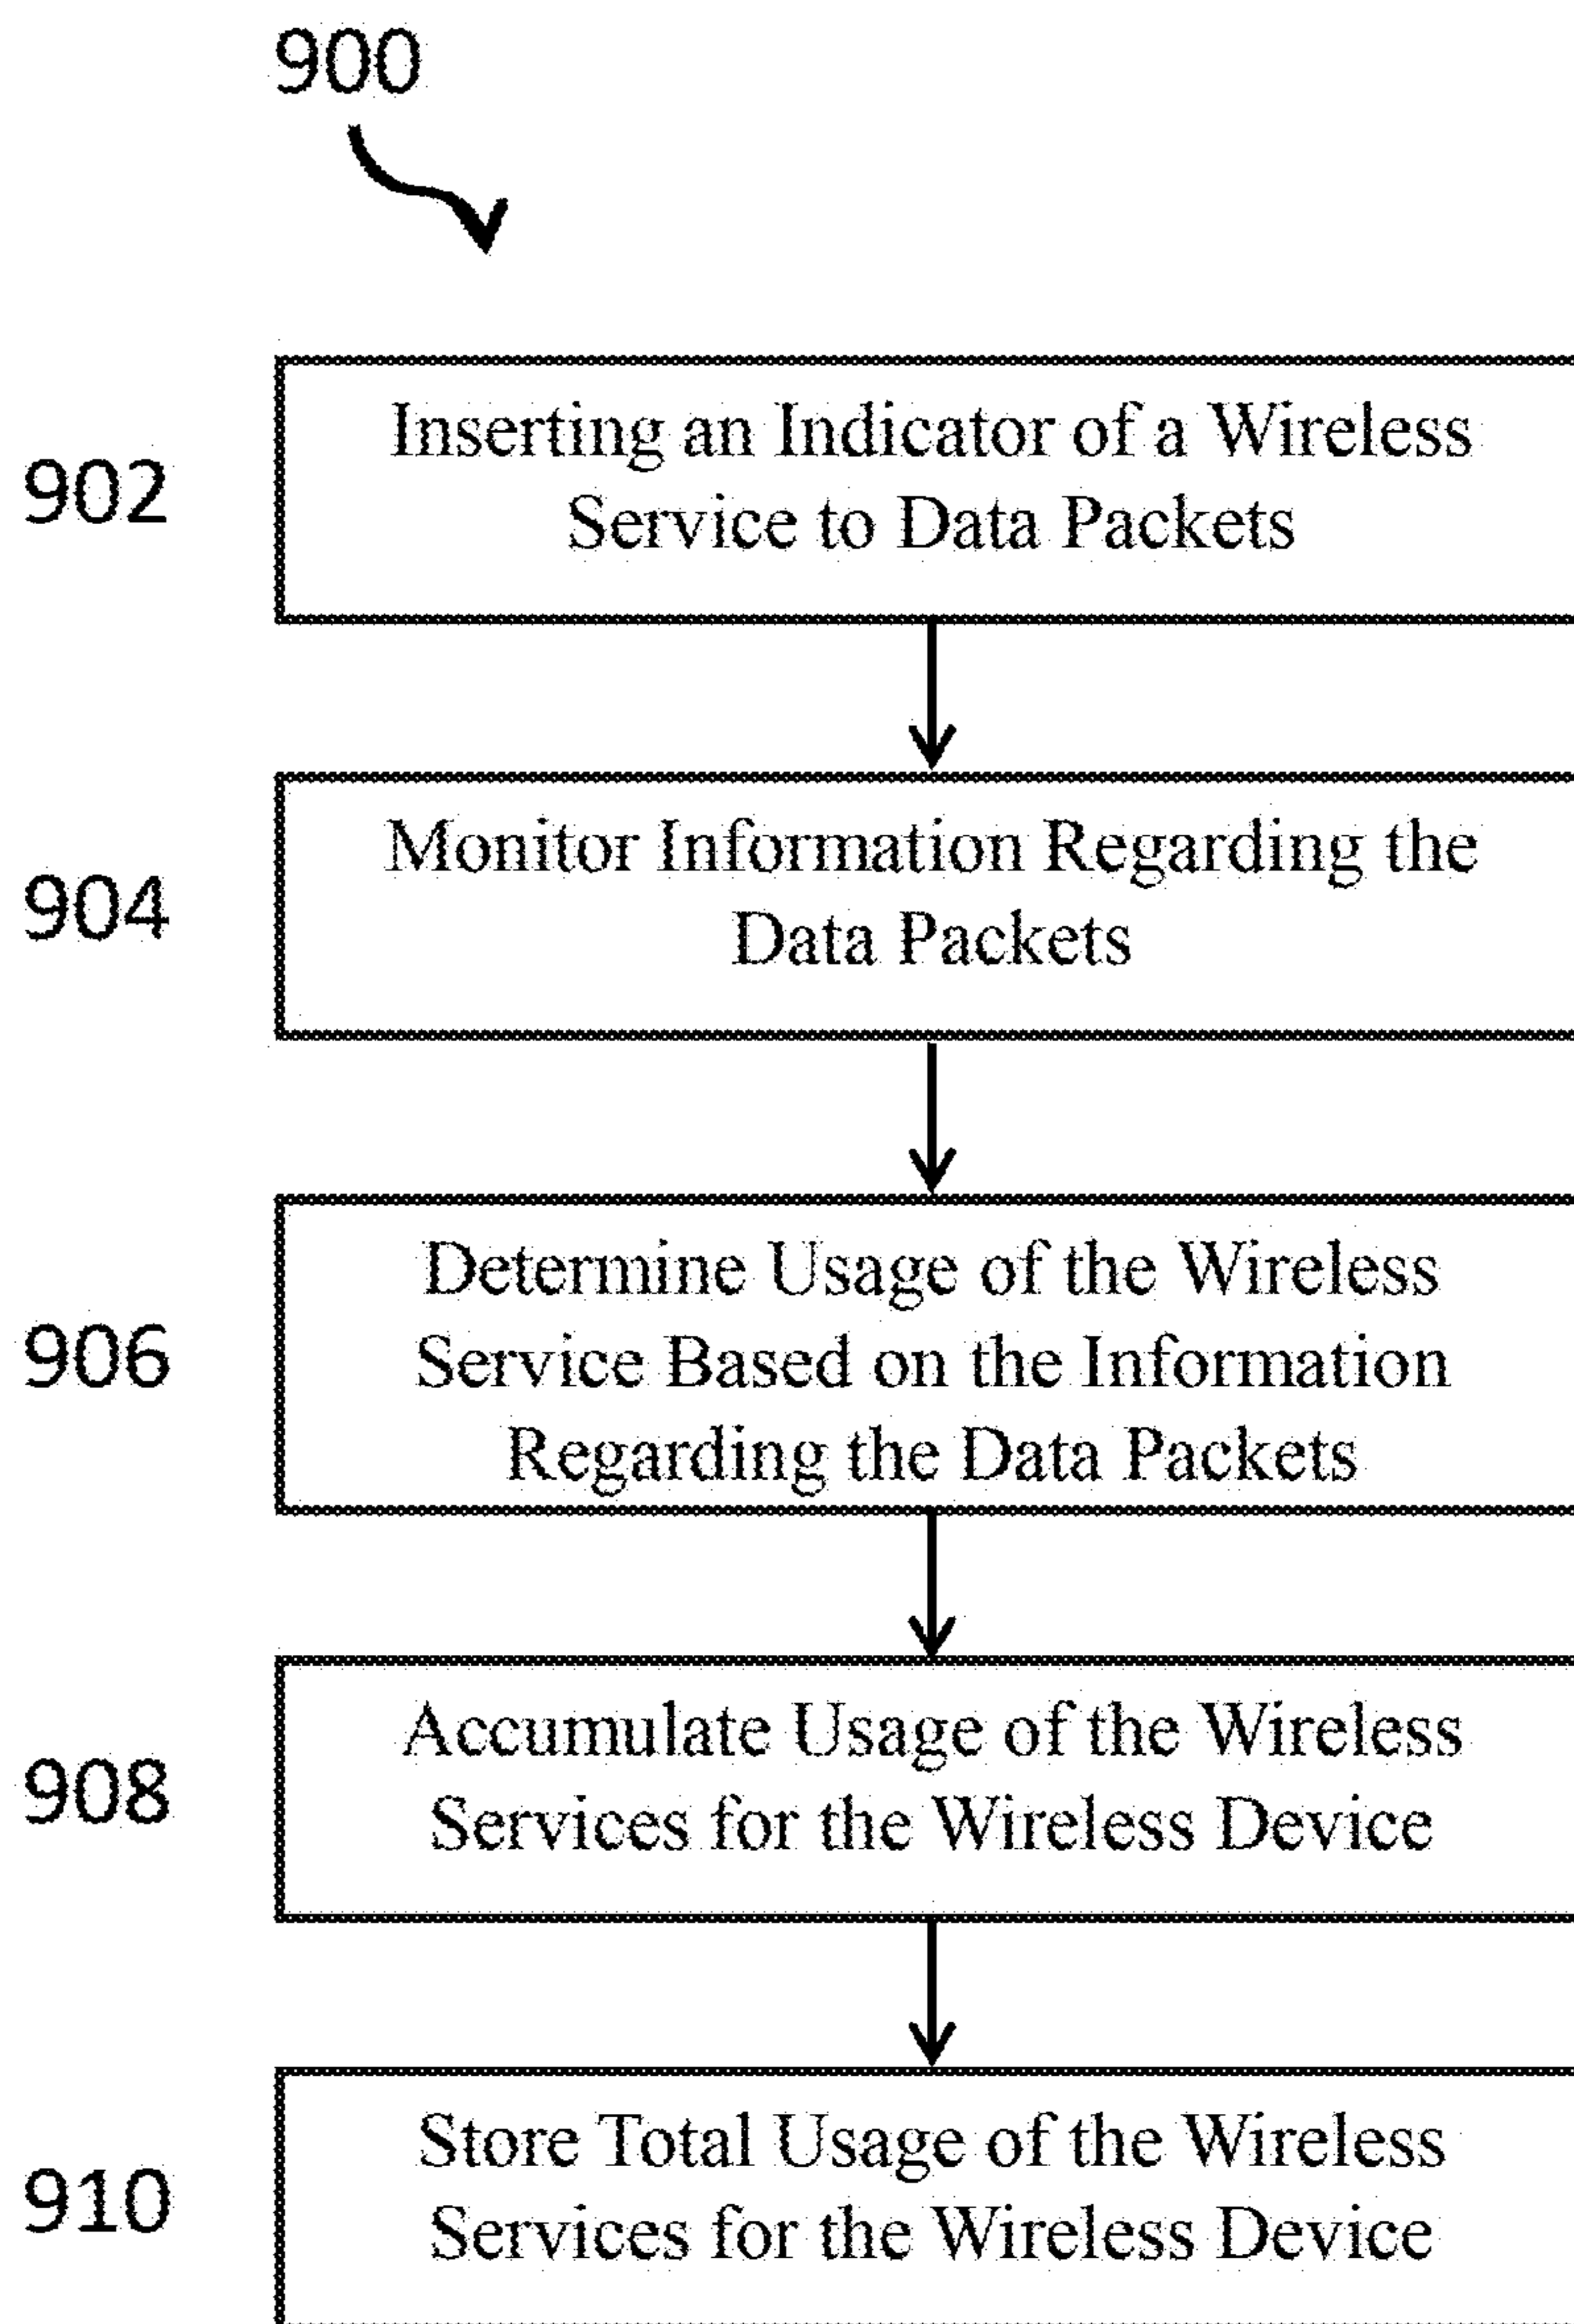 900
902
Inserting an Indicator of a Wireless
Service to Data Packets
904
Monitor Information Regarding the
Data Packets
906
Determine Usage of the Wireless
Service Based on the Information
Regarding the Data Packets
908
Accumulate Usage of the Wireless
Services for the Wireless Device
910
Store Total Usage of the Wireless
Services for the Wireless Device